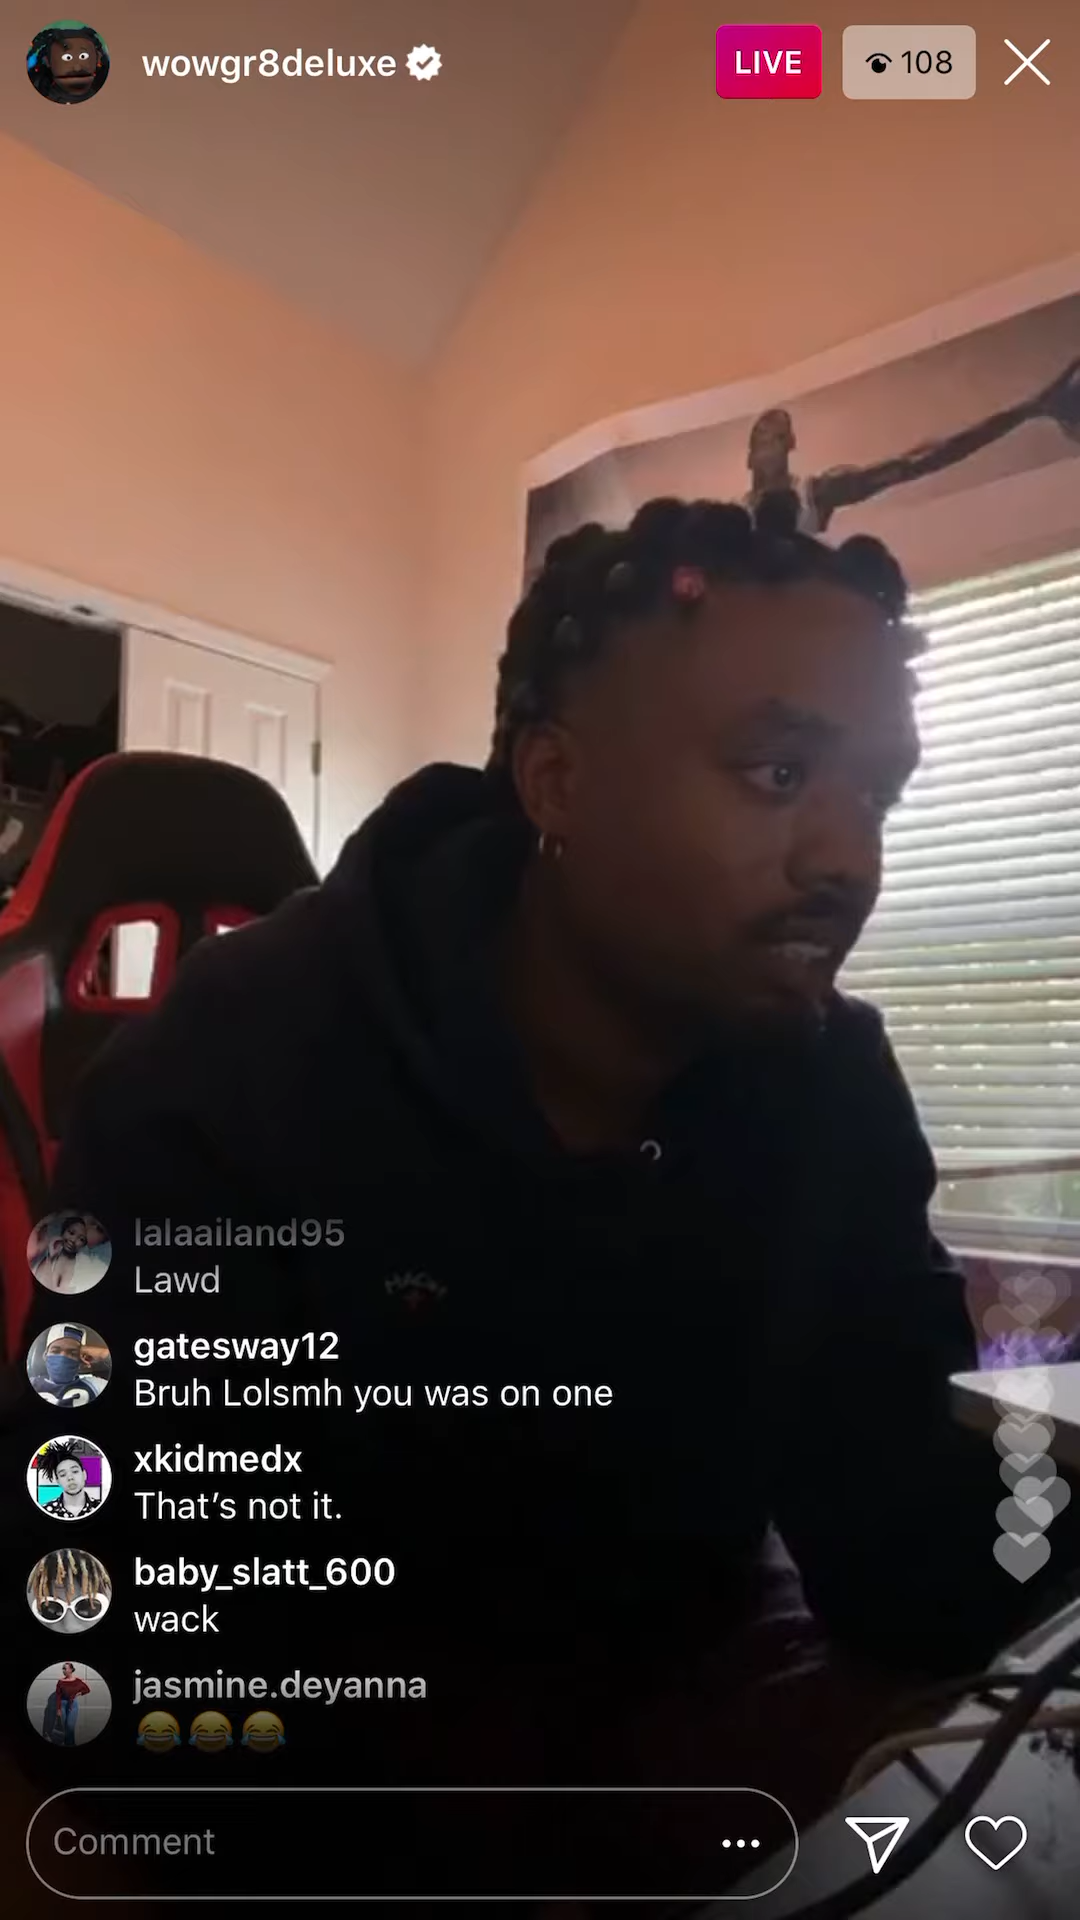 wowgr8deluxe
LIVE
108
lalaailand95
Lawd
gatesway12
Bruh Lolsmh you was on one
xkidmedx
That's not it.
baby_slatt_600
wack
jasmine.deyanna
😂😂😂
Comment